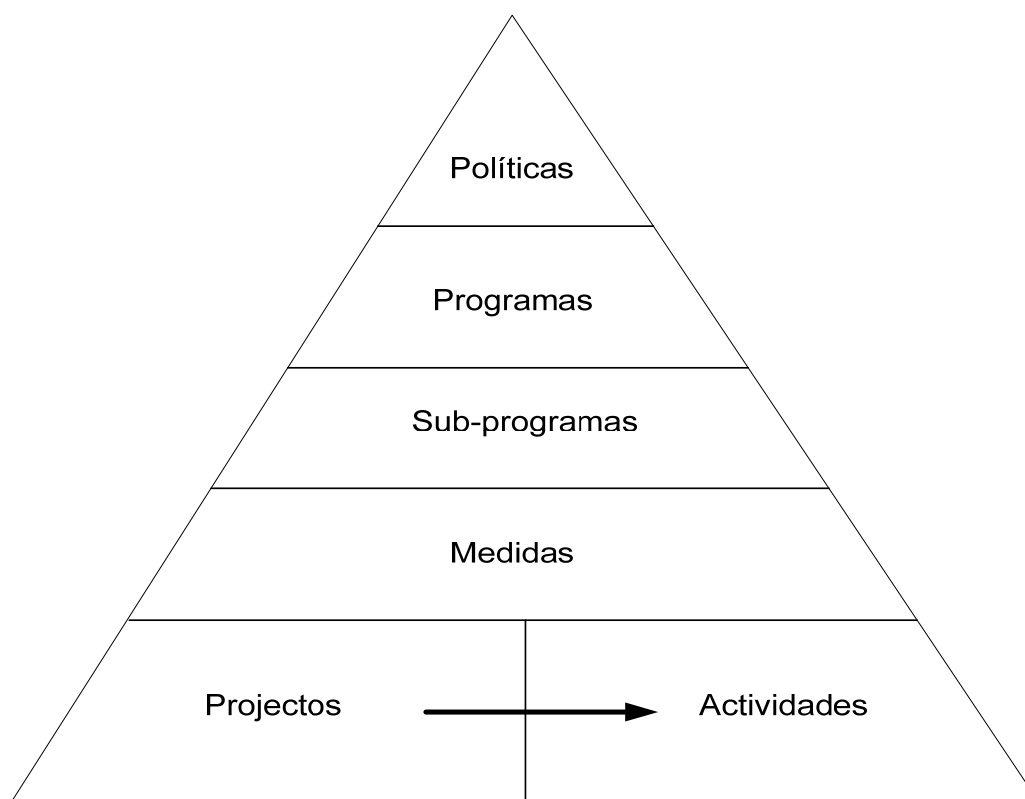 Políticas
Programas
Sub-programas
Medidas
Projectos
Actividades